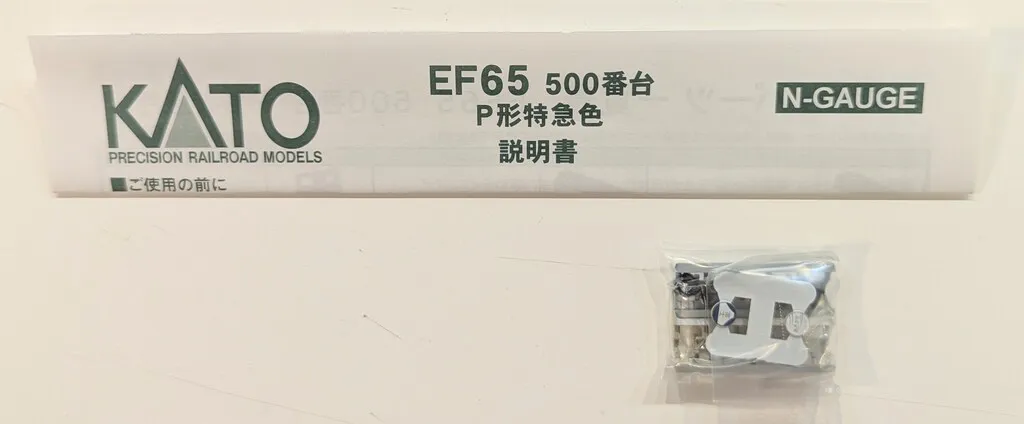 KATO
PRECISION RAILROAD MODELS
EF65 500番台
P形特急色
説明書
N-GAUGE
■ご使用の前に